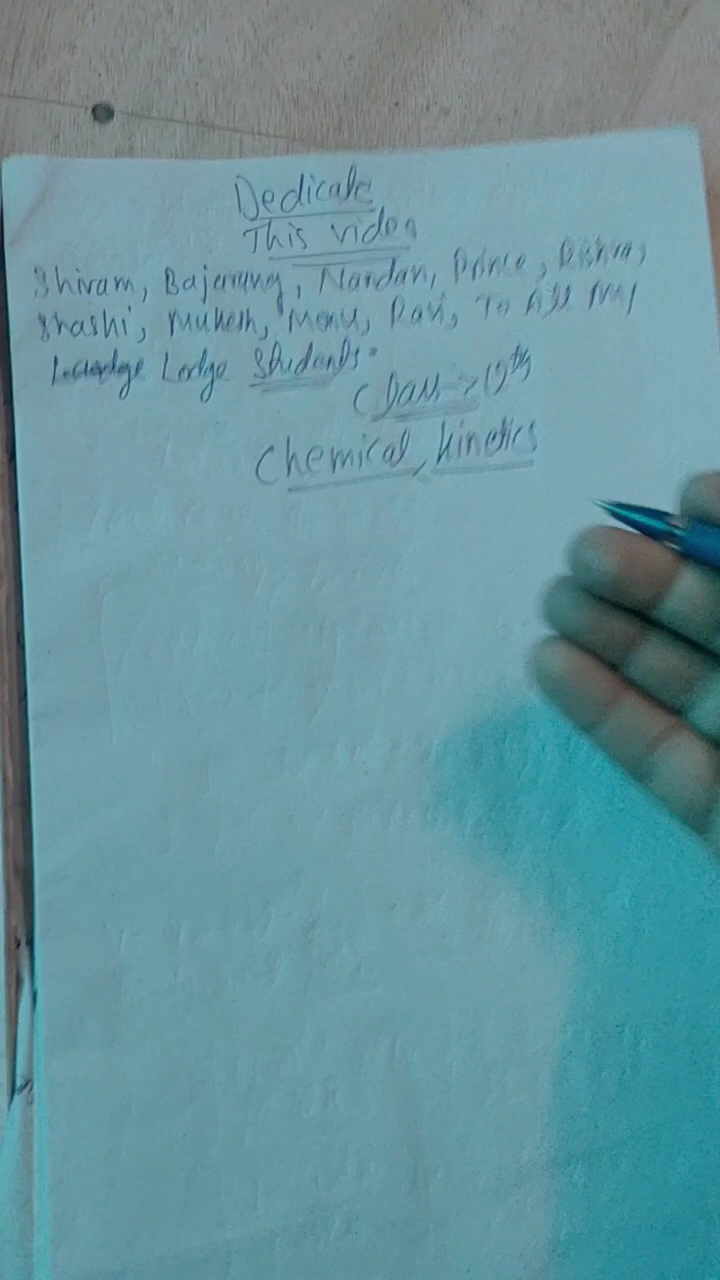 Dedicate
This video
Shivam, Bajarang, Nandan, Prince,
Shashi, Mukesh, Monu, Ravi, To All My
Lodge Students.
Class → 12th
Chemical Kinetics